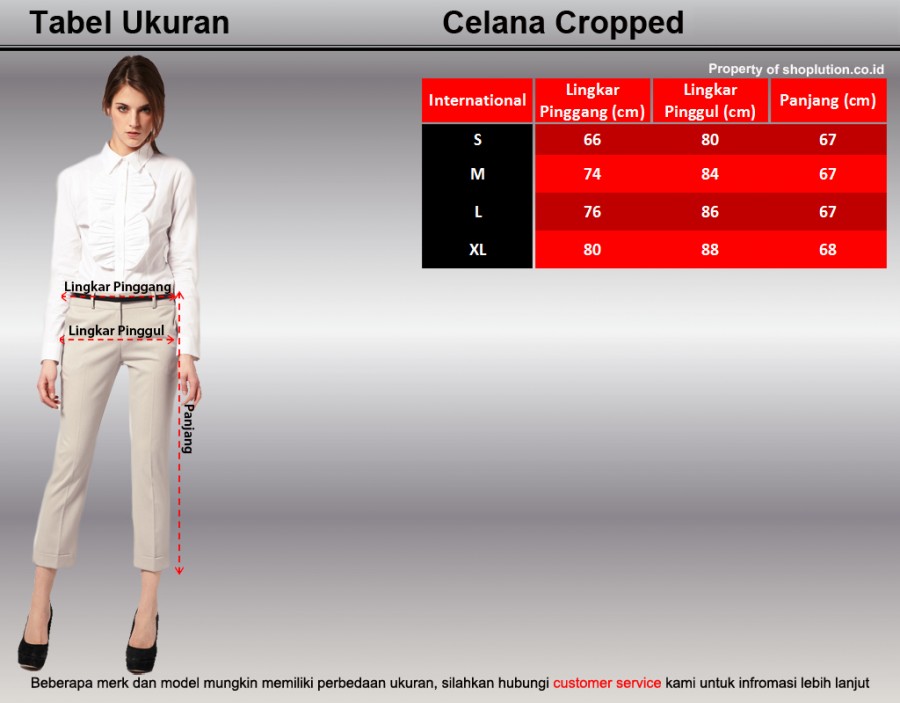 Tabel Ukuran
Celana Cropped
Property of shoplution.co.id
International Lingkar Pinggang (cm) Lingkar Pinggul (cm) Panjang (cm)
S 66 80 67
M 74 84 67
L 76 86 67
XL 80 88 68
Lingkar Pinggang
Lingkar Pinggul
Panjang
Beberapa merk dan model mungkin memiliki perbedaan ukuran, silahkan hubungi customer service kami untuk infromasi lebih lanjut